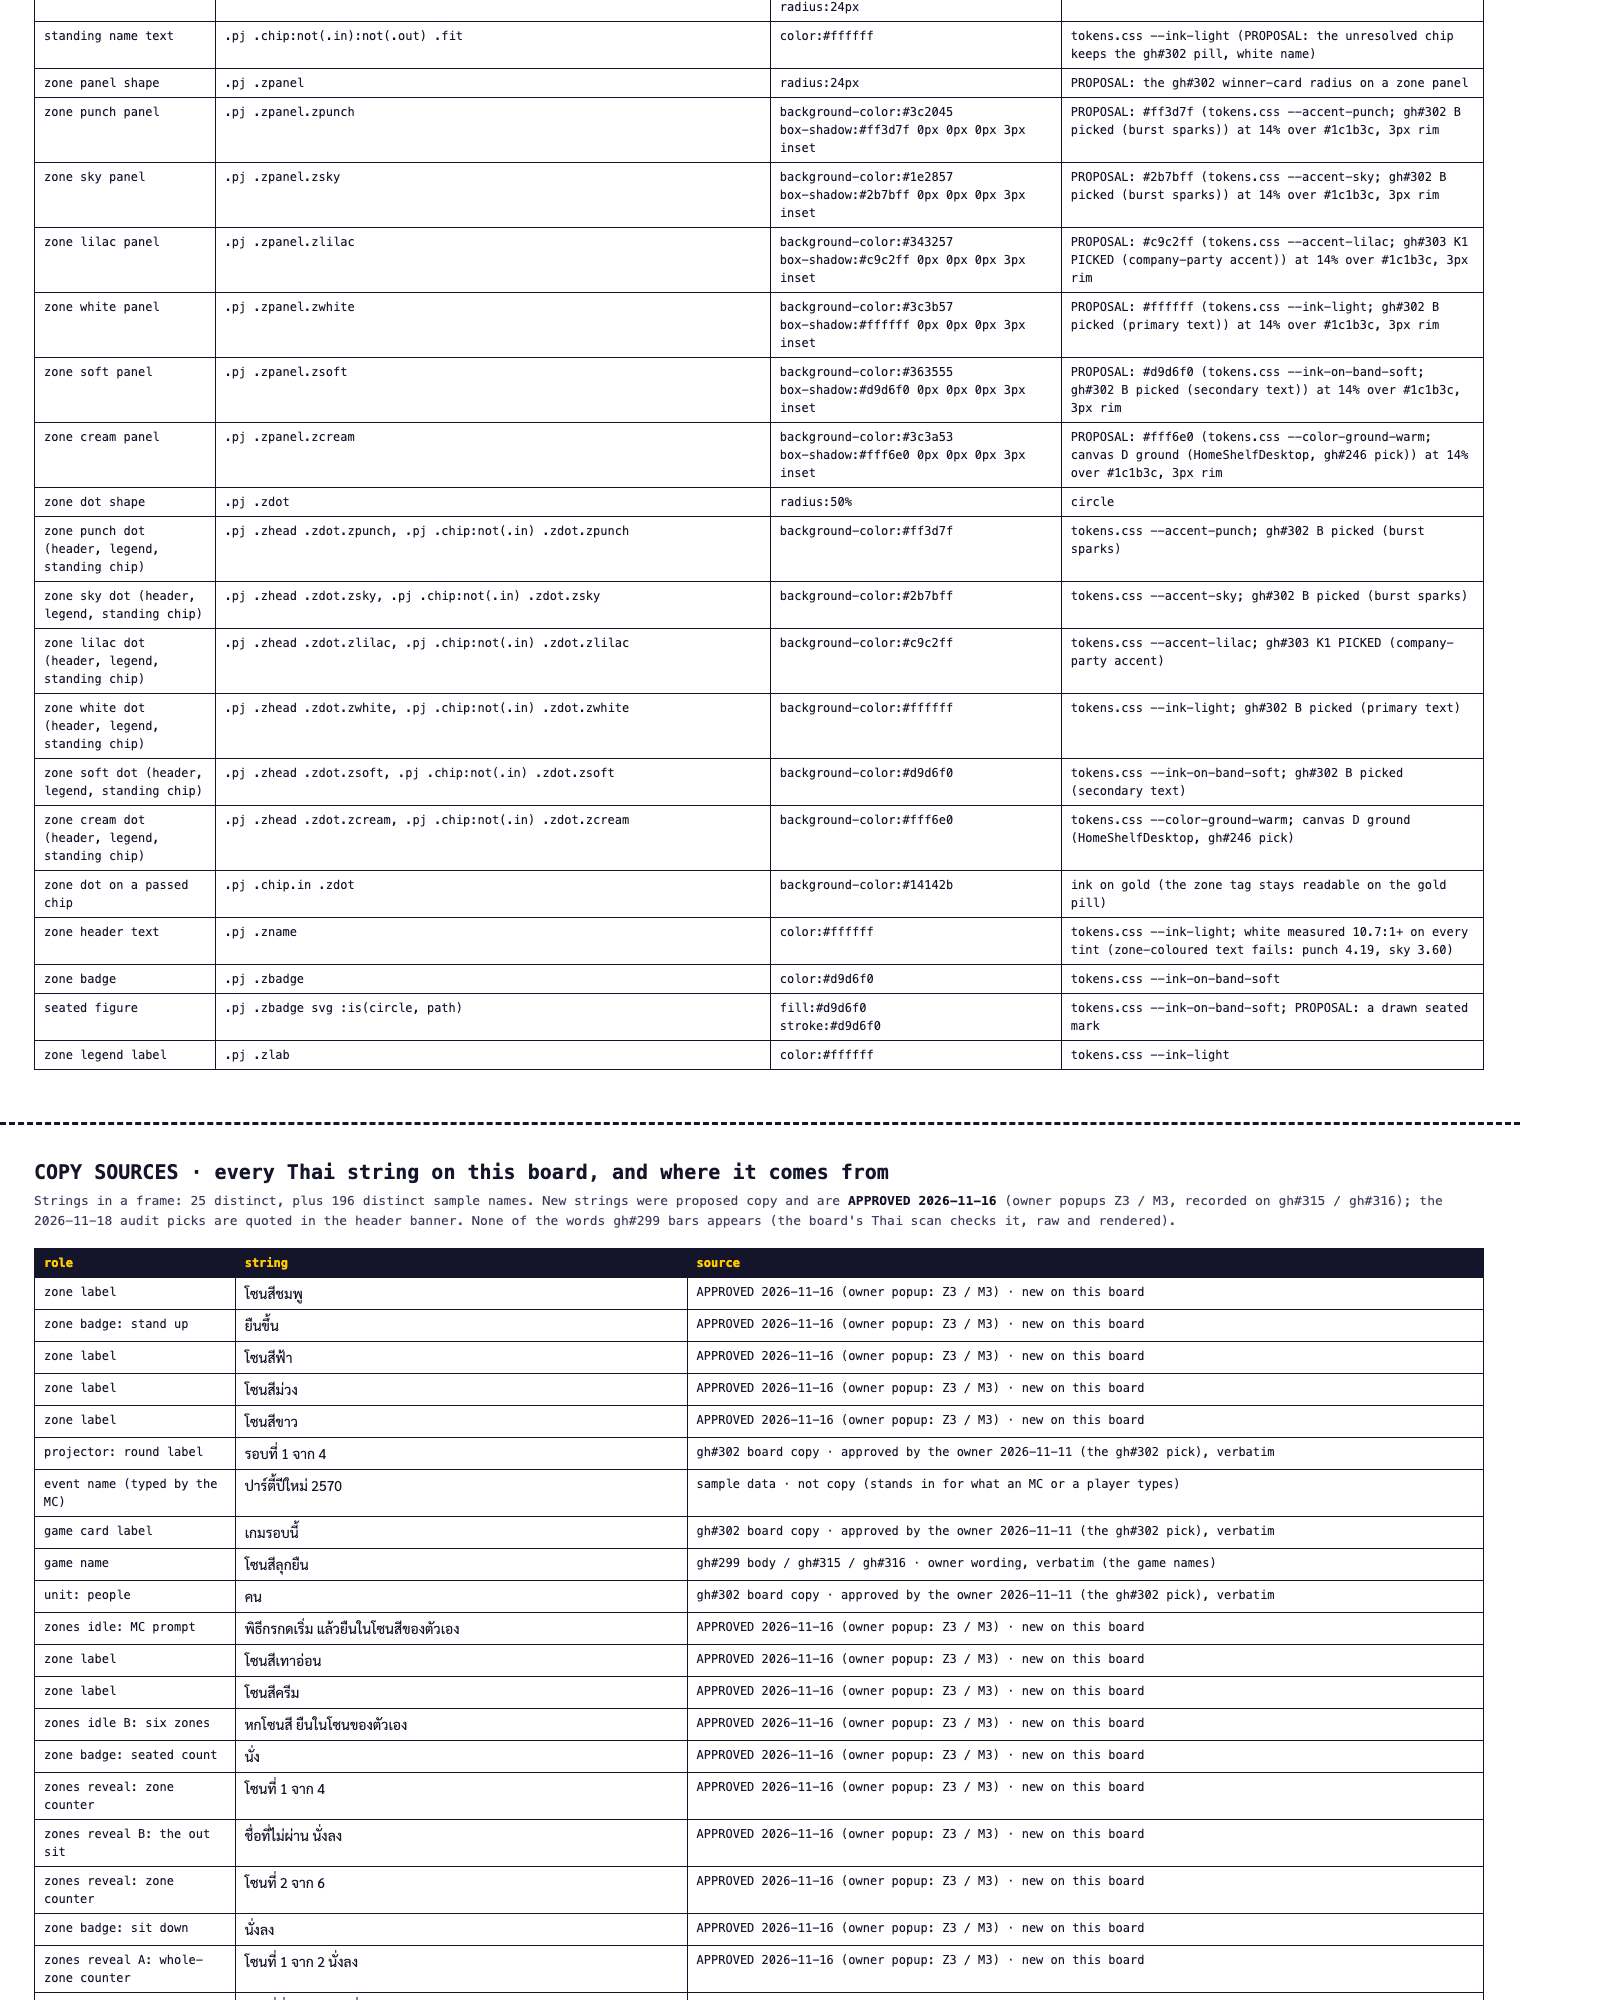 radius:24px
standing name text
.pj .chip:not(.in):not(.out) .fit
color:#ffffff
tokens.css --ink-light (PROPOSAL: the unresolved chip
keeps the gh#302 pill, white name)
zone panel shape
.pj .zpanel
radius:24px
PROPOSAL: the gh#302 winner-card radius on a zone panel
zone punch panel
.pj .zpanel.zpunch
background-color:#3c2045
box-shadow:#ff3d7f 0px 0px 0px 3px
inset
PROPOSAL: #ff3d7f (tokens.css --accent-punch; gh#302 B
picked (burst sparks)) at 14% over #1c1b3c, 3px rim
zone sky panel
.pj .zpanel.zsky
background-color:#1e2857
box-shadow:#2b7bff 0px 0px 0px 3px
inset
PROPOSAL: #2b7bff (tokens.css --accent-sky; gh#302 B
picked (burst sparks)) at 14% over #1c1b3c, 3px rim
zone lilac panel
.pj .zpanel.zlilac
background-color:#343257
box-shadow:#c9c2ff 0px 0px 0px 3px
inset
PROPOSAL: #c9c2ff (tokens.css --accent-lilac; gh#303 K1
PICKED (company-party accent)) at 14% over #1c1b3c, 3px
rim
zone white panel
.pj .zpanel.zwhite
background-color:#3c3b57
box-shadow:#ffffff 0px 0px 0px 3px
inset
PROPOSAL: #ffffff (tokens.css --ink-light; gh#302 B
picked (primary text)) at 14% over #1c1b3c, 3px rim
zone soft panel
.pj .zpanel.zsoft
background-color:#363555
box-shadow:#d9d6f0 0px 0px 0px 3px
inset
PROPOSAL: #d9d6f0 (tokens.css --ink-on-band-soft;
gh#302 B picked (secondary text)) at 14% over #1c1b3c,
3px rim
zone cream panel
.pj .zpanel.zcream
background-color:#3c3a53
box-shadow:#fff6e0 0px 0px 0px 3px
inset
PROPOSAL: #fff6e0 (tokens.css --color-ground-warm;
canvas D ground (HomeShelfDesktop, gh#246 pick)) at 14%
over #1c1b3c, 3px rim
zone dot shape
.pj .zdot
radius:50%
circle
zone punch dot
(header, legend,
standing chip)
.pj .zhead .zdot.zpunch, .pj .chip:not(.in) .zdot.zpunch
background-color:#ff3d7f
tokens.css --accent-punch; gh#302 B picked (burst
sparks)
zone sky dot (header,
legend, standing chip)
.pj .zhead .zdot.zsky, .pj .chip:not(.in) .zdot.zsky
background-color:#2b7bff
tokens.css --accent-sky; gh#302 B picked (burst sparks)
zone lilac dot
(header, legend,
standing chip)
.pj .zhead .zdot.zlilac, .pj .chip:not(.in) .zdot.zlilac
background-color:#c9c2ff
tokens.css --accent-lilac; gh#303 K1 PICKED (company-
party accent)
zone white dot
(header, legend,
standing chip)
.pj .zhead .zdot.zwhite, .pj .chip:not(.in) .zdot.zwhite
background-color:#ffffff
tokens.css --ink-light; gh#302 B picked (primary text)
zone soft dot (header,
legend, standing chip)
.pj .zhead .zdot.zsoft, .pj .chip:not(.in) .zdot.zsoft
background-color:#d9d6f0
tokens.css --ink-on-band-soft; gh#302 B picked
(secondary text)
zone cream dot
(header, legend,
standing chip)
.pj .zhead .zdot.zcream, .pj .chip:not(.in) .zdot.zcream
background-color:#fff6e0
tokens.css --color-ground-warm; canvas D ground
(HomeShelfDesktop, gh#246 pick)
zone dot on a passed
chip
.pj .chip.in .zdot
background-color:#14142b
ink on gold (the zone tag stays readable on the gold
pill)
zone header text
.pj .zname
color:#ffffff
tokens.css --ink-light; white measured 10.7:1+ on every
tint (zone-coloured text fails: punch 4.19, sky 3.60)
zone badge
.pj .zbadge
color:#d9d6f0
tokens.css --ink-on-band-soft
seated figure
.pj .zbadge svg :is(circle, path)
fill:#d9d6f0
stroke:#d9d6f0
tokens.css --ink-on-band-soft; PROPOSAL: a drawn seated
mark
zone legend label
.pj .zlab
color:#ffffff
tokens.css --ink-light
COPY SOURCES · every Thai string on this board, and where it comes from
Strings in a frame: 25 distinct, plus 196 distinct sample names. New strings were proposed copy and are APPROVED 2026-11-16 (owner popups Z3 / M3, recorded on gh#315 / gh#316); the
2026-11-18 audit picks are quoted in the header banner. None of the words gh#299 bars appears (the board's Thai scan checks it, raw and rendered).
role
string
source
zone label
โซนสีชมพู
APPROVED 2026-11-16 (owner popup: Z3 / M3) · new on this board
zone badge: stand up
ยืนขึ้น
APPROVED 2026-11-16 (owner popup: Z3 / M3) · new on this board
zone label
โซนสีฟ้า
APPROVED 2026-11-16 (owner popup: Z3 / M3) · new on this board
zone label
โซนสีม่วง
APPROVED 2026-11-16 (owner popup: Z3 / M3) · new on this board
zone label
โซนสีขาว
APPROVED 2026-11-16 (owner popup: Z3 / M3) · new on this board
projector: round label
รอบที่ 1 จาก 4
gh#302 board copy · approved by the owner 2026-11-11 (the gh#302 pick), verbatim
event name (typed by the
MC)
ปาร์ตี้ปีใหม่ 2570
sample data · not copy (stands in for what an MC or a player types)
game card label
เกมรอบนี้
gh#302 board copy · approved by the owner 2026-11-11 (the gh#302 pick), verbatim
game name
โซนสีลุกยืน
gh#299 body / gh#315 / gh#316 · owner wording, verbatim (the game names)
unit: people
คน
gh#302 board copy · approved by the owner 2026-11-11 (the gh#302 pick), verbatim
zones idle: MC prompt
พิธีกรกดเริ่ม แล้วยืนในโซนสีของตัวเอง
APPROVED 2026-11-16 (owner popup: Z3 / M3) · new on this board
zone label
โซนสีเทาอ่อน
APPROVED 2026-11-16 (owner popup: Z3 / M3) · new on this board
zone label
โซนสีครีม
APPROVED 2026-11-16 (owner popup: Z3 / M3) · new on this board
zones idle B: six zones
หกโซนสี ยืนในโซนของตัวเอง
APPROVED 2026-11-16 (owner popup: Z3 / M3) · new on this board
zone badge: seated count
นั่ง
APPROVED 2026-11-16 (owner popup: Z3 / M3) · new on this board
zones reveal: zone
counter
โซนที่ 1 จาก 4
APPROVED 2026-11-16 (owner popup: Z3 / M3) · new on this board
zones reveal B: the out
sit
ชื่อที่ไม่ผ่าน นั่งลง
APPROVED 2026-11-16 (owner popup: Z3 / M3) · new on this board
zones reveal: zone
counter
โซนที่ 2 จาก 6
APPROVED 2026-11-16 (owner popup: Z3 / M3) · new on this board
zone badge: sit down
นั่งลง
APPROVED 2026-11-16 (owner popup: Z3 / M3) · new on this board
zones reveal A: whole-
zone counter
โซนที่ 1 จาก 2 นั่งลง
APPROVED 2026-11-16 (owner popup: Z3 / M3) · new on this board